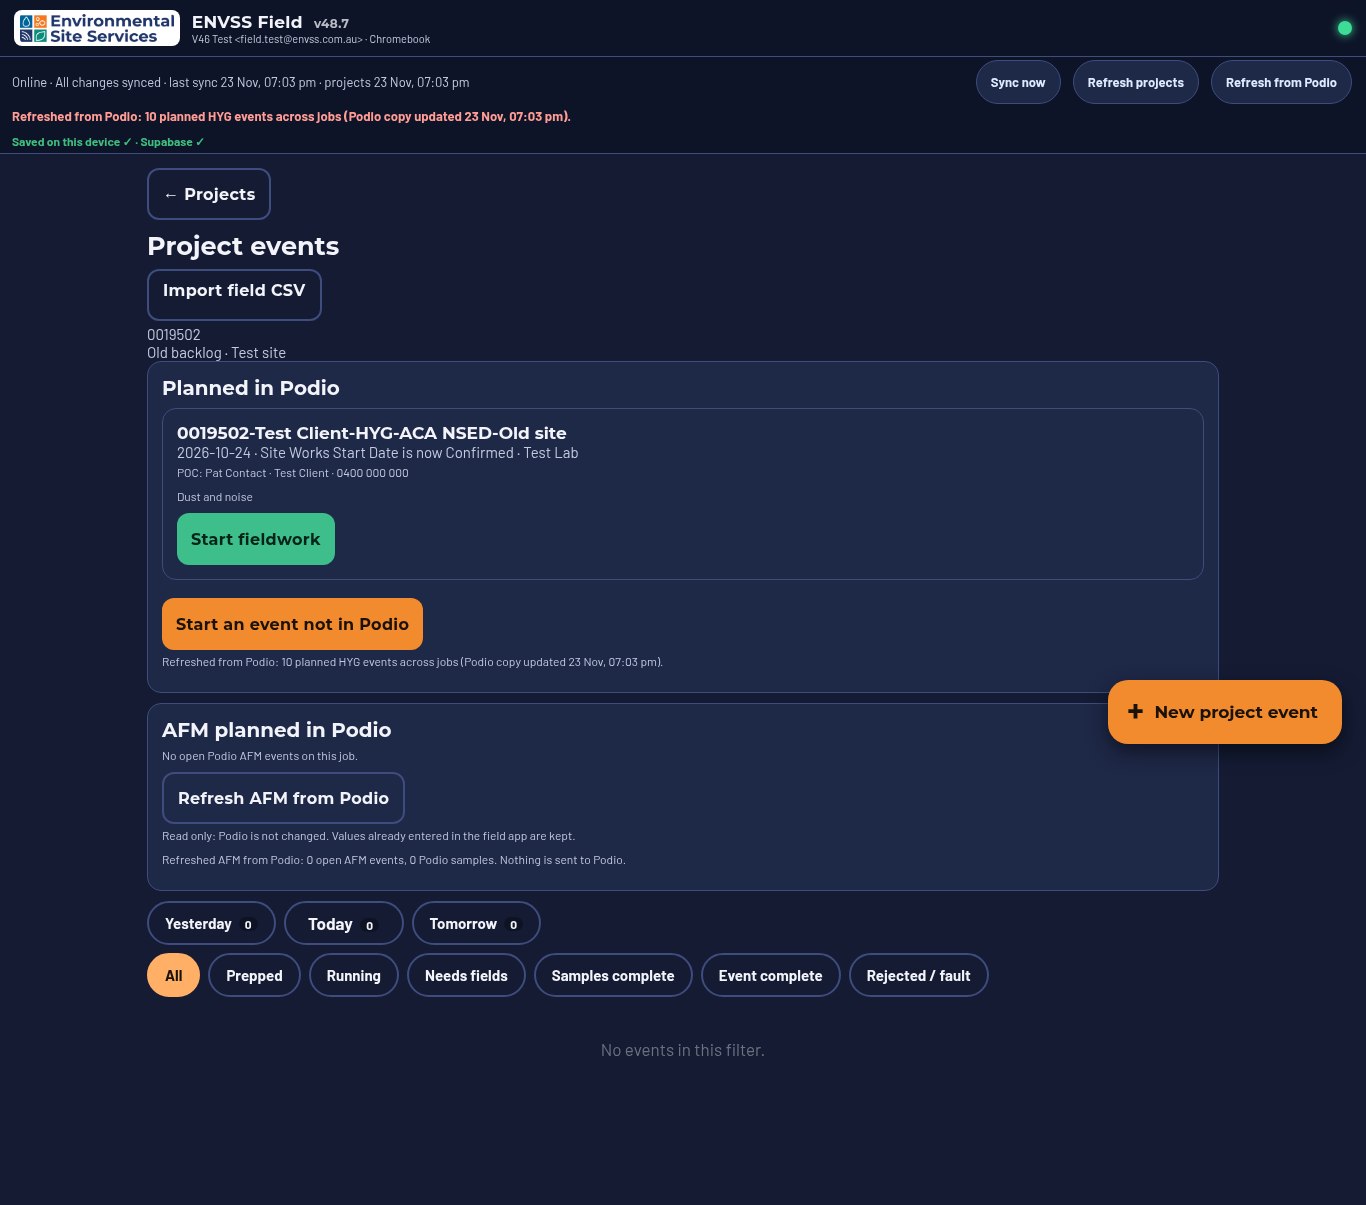 Environmental
Site Services
ENVSS Field v48.7
V46 Test <field.test@envss.com.au> · Chromebook
Online · All changes synced · last sync 23 Nov, 07:03 pm · projects 23 Nov, 07:03 pm
Sync now
Refresh projects
Refresh from Podio
Refreshed from Podio: 10 planned HYG events across jobs (Podio copy updated 23 Nov, 07:03 pm).
Saved on this device ✓ · Supabase ✓
← Projects
Project events
Import field CSV
0019502
Old backlog · Test site
Planned in Podio
0019502-Test Client-HYG-ACA NSED-Old site
2026-10-24 · Site Works Start Date is now Confirmed · Test Lab
POC: Pat Contact · Test Client · 0400 000 000
Dust and noise
Start fieldwork
Start an event not in Podio
Refreshed from Podio: 10 planned HYG events across jobs (Podio copy updated 23 Nov, 07:03 pm).
+ New project event
AFM planned in Podio
No open Podio AFM events on this job.
Refresh AFM from Podio
Read only: Podio is not changed. Values already entered in the field app are kept.
Refreshed AFM from Podio: 0 open AFM events, 0 Podio samples. Nothing is sent to Podio.
Yesterday 0
Today 0
Tomorrow 0
All
Prepped
Running
Needs fields
Samples complete
Event complete
Rejected / fault
No events in this filter.